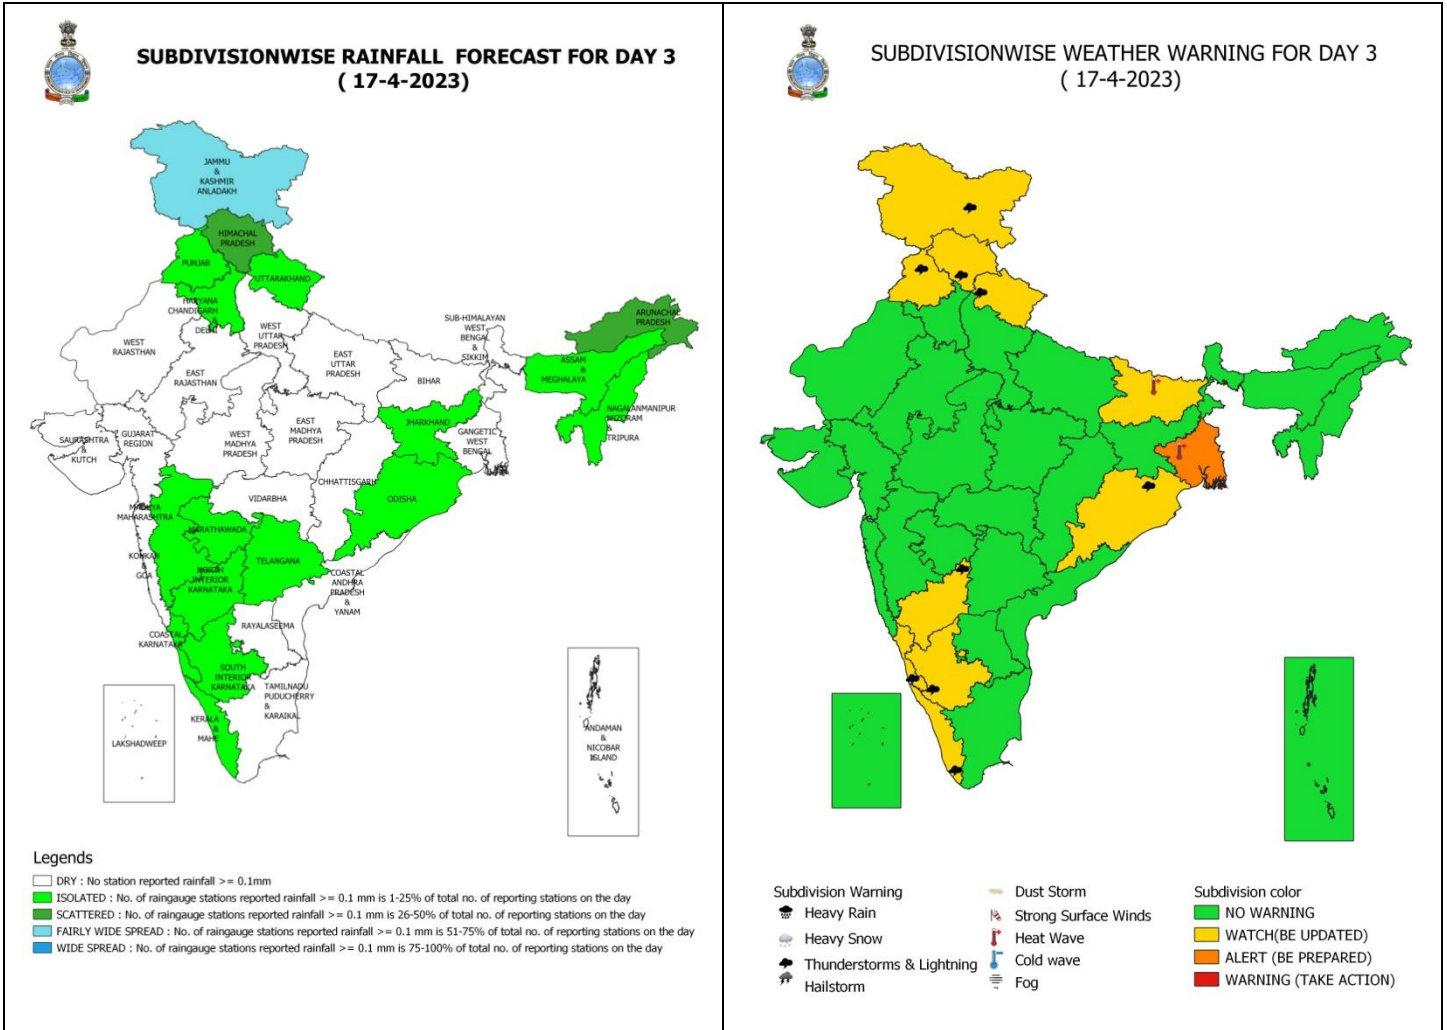 SUBDIVISIONWISE RAINFALL FORECAST FOR DAY 3
( 17-4-2023)
JAMMU
&
KASHMIR
ANLADAKH
HIMACHAL
PRADESH
PUNJAB
UTTARAKHAND
HARYANA
CHANDIGARH
&
DELHI
WEST
RAJASTHAN
WEST
UTTAR
PRADESH
SUB-HIMALAYAN
WEST
BENGAL
&
SIKKIM
ARUNACHAL
PRADESH
EAST
RAJASTHAN
EAST
UTTAR
PRADESH
BIHAR
ASSAM
&
MEGHALAYA
NAGALANMANIPUR
MIZORAM
&
TRIPURA
SAURASHTRA
&
KUTCH
GUJARAT
REGION
WEST
MADHYA
PRADESH
EAST
MADHYA
PRADESH
JHARKHAND
GANGETIC
WEST
BENGAL
CHHATTISGARH
ODISHA
VIDARBHA
MADHYA
MAHARASHTRA
MARATHAWADA
KONKAN
&
GOA
NORTH
INTERIOR
KARNATAKA
TELANGANA
COASTAL
ANDHRA
PRADESH
&
YANAM
RAYALASEEMA
COASTAL
KARNATAKA
SOUTH
INTERIOR
KARNATAKA
TAMILNADU
PUDUCHERRY
&
KARAIKAL
KERALA
&
MAHE
LAKSHADWEEP
ANDAMAN
&
NICOBAR
ISLAND
Legends
DRY : No station reported rainfall >= 0.1mm
ISOLATED : No. of raingauge stations reported rainfall >= 0.1 mm is 1-25% of total no. of reporting stations on the day
SCATTERED : No. of raingauge stations reported rainfall >= 0.1 mm is 26-50% of total no. of reporting stations on the day
FAIRLY WIDE SPREAD : No. of raingauge stations reported rainfall >= 0.1 mm is 51-75% of total no. of reporting stations on the day
WIDE SPREAD : No. of raingauge stations reported rainfall >= 0.1 mm is 75-100% of total no. of reporting stations on the day
SUBDIVISIONWISE WEATHER WARNING FOR DAY 3
( 17-4-2023)
Subdivision Warning
Heavy Rain
Heavy Snow
Thunderstorms & Lightning
Hailstorm
Dust Storm
Strong Surface Winds
Heat Wave
Cold wave
Fog
Subdivision color
NO WARNING
WATCH(BE UPDATED)
ALERT (BE PREPARED)
WARNING (TAKE ACTION)